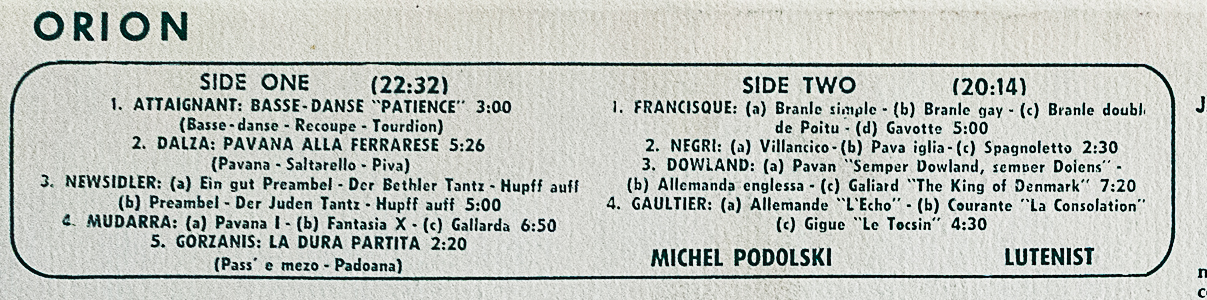 ORION
SIDE ONE (22:32)
1. ATTAIGNANT: BASSE-DANSE "PATIENCE" 3:00
(Basse-danse - Recoupe - Tourdion)
2. DALZA: PAVANA ALLA FERRARESE 5:26
(Pavana - Saltarello - Piva)
3. NEWSIDLER: (a) Ein gut Preambel - Der Bethler Tantz - Hupff auff
(b) Preambel - Der Juden Tantz - Hupff auff 5:00
4. MUDARRA: (a) Pavana I - (b) Fantasia X - (c) Gallarda 6:50
5. GORZANIS: LA DURA PARTITA 2:20
(Pass' e mezo - Padoana)
SIDE TWO (20:14)
1. FRANCISQUE: (a) Branle simple - (b) Branle gay - (c) Branle doubl
de Poitu - (d) Gavotte 5:00
2. NEGRI: (a) Villancico - (b) Pava iglia - (c) Spagnoletto 2:30
3. DOWLAND: (a) Pavan "Semper Dowland, semper Dolens" -
(b) Allemanda englessa - (c) Galiard "The King of Denmark" 7:20
4. GAULTIER: (a) Allemande "L'Echo" - (b) Courante "La Consolation"
(c) Gigue "Le Tocsin" 4:30
MICHEL PODOLSKI LUTENIST